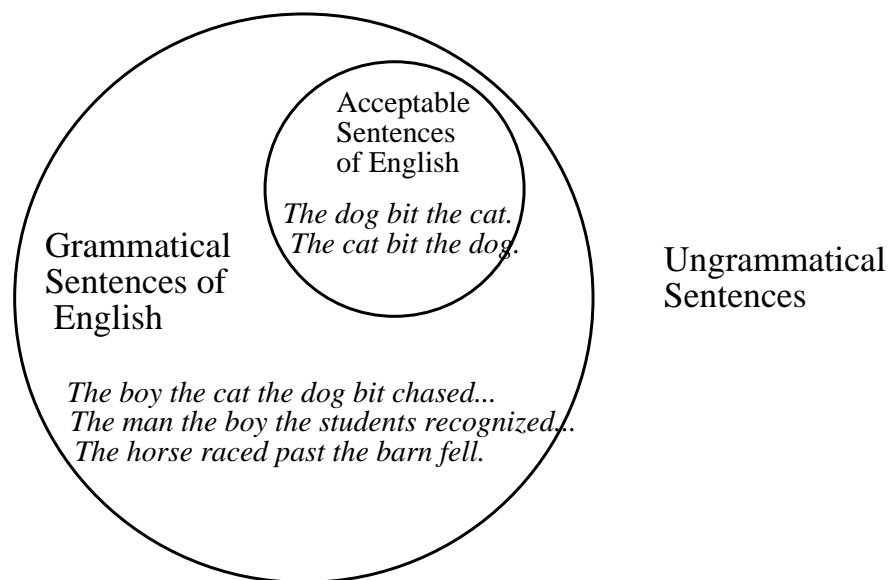 Acceptable
Sentences
of English
The dog bit the cat.
The cat bit the dog.
Grammatical
Sentences of
English
Ungrammatical
Sentences
The boy the cat the dog bit chased...
The man the boy the students recognized...
The horse raced past the barn fell.